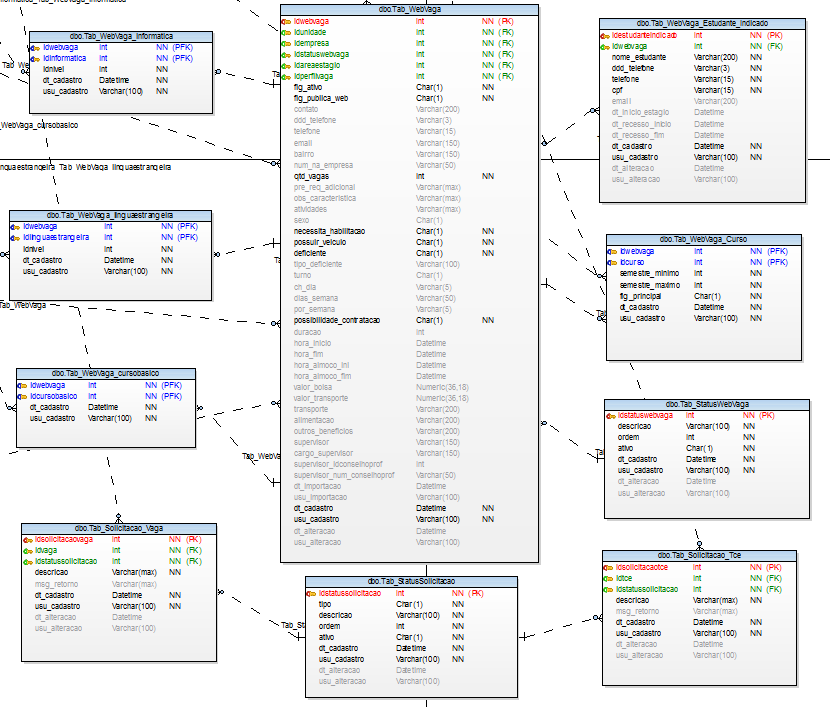 dbo.Tab_WebVaga_Informatica
Idwebvaga Int NN (PFK)
Idinformatica Int NN (PFK)
Idnivel Int NN
dt_cadastro Datetime NN
usu_cadastro Varchar(100) NN
_WebVaga_cursobasico
nguaestrangeira Tab_WebVaga_linguaestrangeira
dbo.Tab_WebVaga_linguaestrangeira
Idwebvaga Int NN (PFK)
Idlinguaestrangeira Int NN (PFK)
Idnivel Int NN
dt_cadastro Datetime NN
usu_cadastro Varchar(100) NN
Tab_WebVaga
dbo.Tab_WebVaga_cursobasico
Idwebvaga Int NN (PFK)
Idcursobasico Int NN (PFK)
dt_cadastro Datetime NN
usu_cadastro Varchar(100) NN
dbo.Tab_Solicitacao_Vaga
Idsolicitacaovaga Int NN (PK)
Idvaga Int NN (FK)
Idstatussolicitacao Int NN (FK)
descricao Varchar(max) NN
msg_retorno Varchar(max)
dt_cadastro Datetime NN
usu_cadastro Varchar(100) NN
dt_alteracao Datetime
usu_alteracao Varchar(100)
dbo.Tab_WebVaga
Idwebvaga Int NN (PK)
Idunidade Int NN (FK)
Idempresa Int NN (FK)
Idstatuswebvaga Int NN (FK)
Idareaestagio Int NN (FK)
Idperfilvaga Int NN (FK)
flg_ativo Char(1) NN
flg_publica_web Char(1) NN
contato Varchar(200)
ddd_telefone Varchar(3)
telefone Varchar(15)
email Varchar(150)
bairro Varchar(150)
num_na_empresa Varchar(50)
qtd_vagas Int NN
pre_req_adicional Varchar(max)
obs_caracteristica Varchar(max)
atividades Varchar(max)
sexo Char(1)
necessita_habilitacao Char(1) NN
possuir_veiculo Char(1) NN
deficiente Char(1) NN
tipo_deficiente Varchar(100)
turno Char(1)
ch_dia Varchar(5)
dias_semana Varchar(50)
por_semana Varchar(5)
possibilidade_contratacao Char(1) NN
duracao Int
hora_inicio Datetime
hora_fim Datetime
hora_almoco_ini Datetime
hora_almoco_fim Datetime
valor_bolsa Numeric(36,18)
valor_transporte Numeric(36,18)
transporte Varchar(200)
alimentacao Varchar(200)
outros_beneficios Varchar(200)
supervisor Varchar(150)
cargo_supervisor Varchar(150)
supervisor_idconselhoprof Int
supervisor_num_conselhoprof Varchar(50)
dt_importacao Datetime
usu_importacao Varchar(100)
dt_cadastro Datetime NN
usu_cadastro Varchar(100) NN
dt_alteracao Datetime
usu_alteracao Varchar(100)
dbo.Tab_StatusSolicitacao
Idstatussolicitacao Int NN (PK)
tipo Char(1) NN
descricao Varchar(100) NN
ordem Int NN
ativo Char(1) NN
dt_cadastro Datetime NN
usu_cadastro Varchar(100) NN
dt_alteracao Datetime
usu_alteracao Varchar(100)
dbo.Tab_WebVaga_Estudante_Indicado
Idestudanteindicado Int NN (PK)
Idwebvaga Int NN (FK)
nome_estudante Varchar(200) NN
ddd_telefone Varchar(3) NN
telefone Varchar(15) NN
cpf Varchar(15) NN
email Varchar(200)
dt_inicio_estagio Datetime
dt_recesso_inicio Datetime
dt_recesso_fim Datetime
dt_cadastro Datetime NN
usu_cadastro Varchar(100) NN
dt_alteracao Datetime
usu_alteracao Varchar(100)
dbo.Tab_WebVaga_Curso
Idwebvaga Int NN (PFK)
Idcurso Int NN (PFK)
semestre_minimo Int NN
semestre_maximo Int NN
flg_principal Char(1) NN
dt_cadastro Datetime NN
usu_cadastro Varchar(100) NN
dbo.Tab_StatusWebVaga
Idstatuswebvaga Int NN (PK)
descricao Varchar(100) NN
ordem Int NN
ativo Char(1) NN
dt_cadastro Datetime NN
usu_cadastro Varchar(100) NN
dt_alteracao Datetime
usu_alteracao Varchar(100)
dbo.Tab_Solicitacao_Tce
Idsolicitacaotce Int NN (PK)
Idtce Int NN (FK)
Idstatussolicitacao Int NN (FK)
descricao Varchar(max) NN
msg_retorno Varchar(max)
dt_cadastro Datetime NN
usu_cadastro Varchar(100) NN
dt_alteracao Datetime
usu_alteracao Varchar(100)